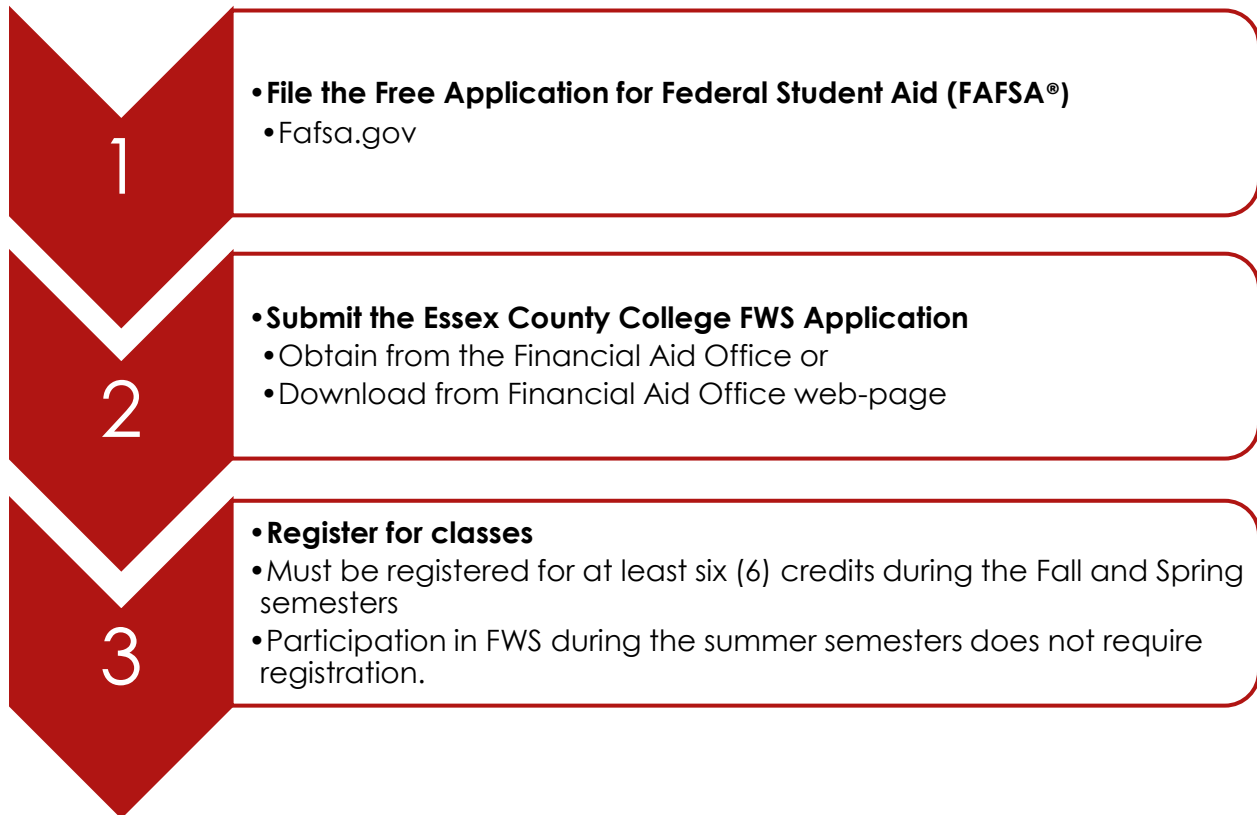 1
•File the Free Application for Federal Student Aid (FAFSA®)
•Fafsa.gov
2
•Submit the Essex County College FWS Application
•Obtain from the Financial Aid Office or
•Download from Financial Aid Office web-page
3
•Register for classes
•Must be registered for at least six (6) credits during the Fall and Spring
semesters
•Participation in FWS during the summer semesters does not require
registration.